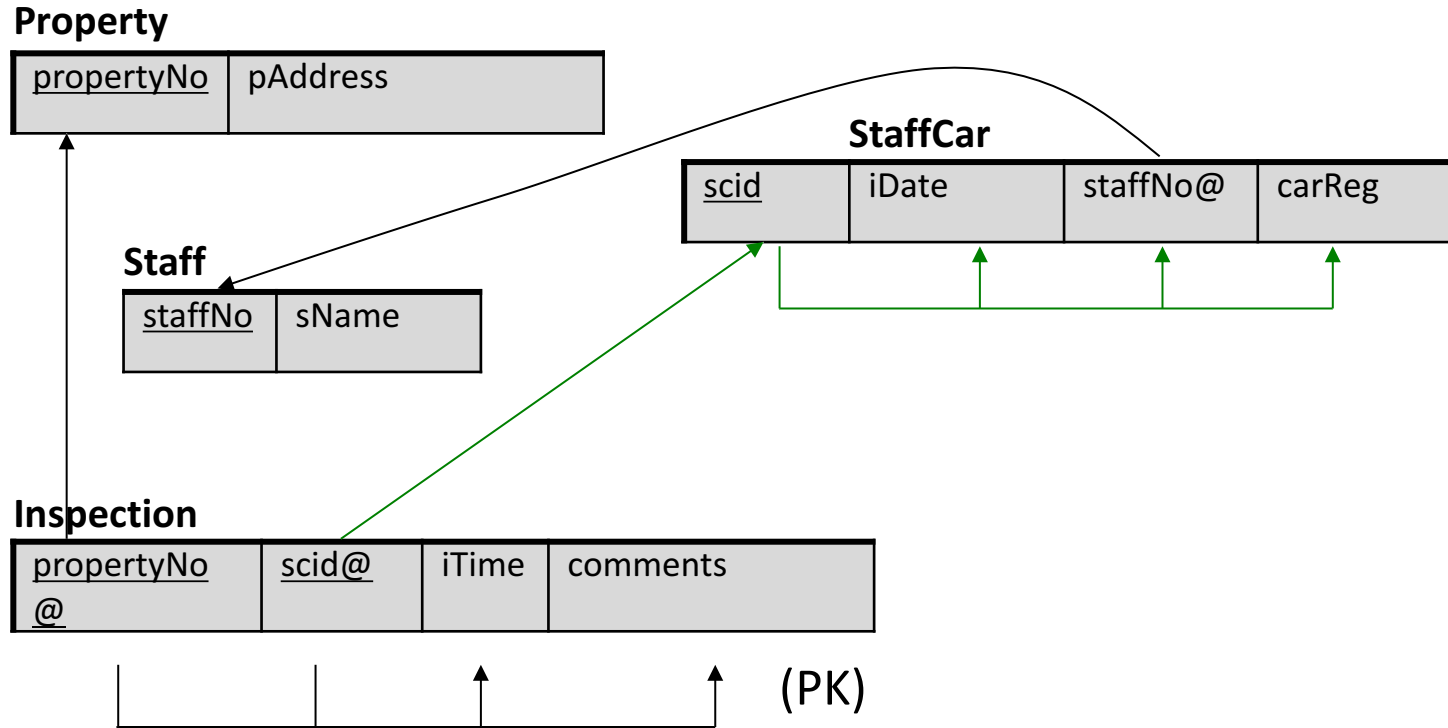 Property
propertyNo pAddress
StaffCar
scid iDate staffNo@ carReg
Staff
staffNo sName
Inspection
propertyNo scid@ iTime comments
@
(PK)